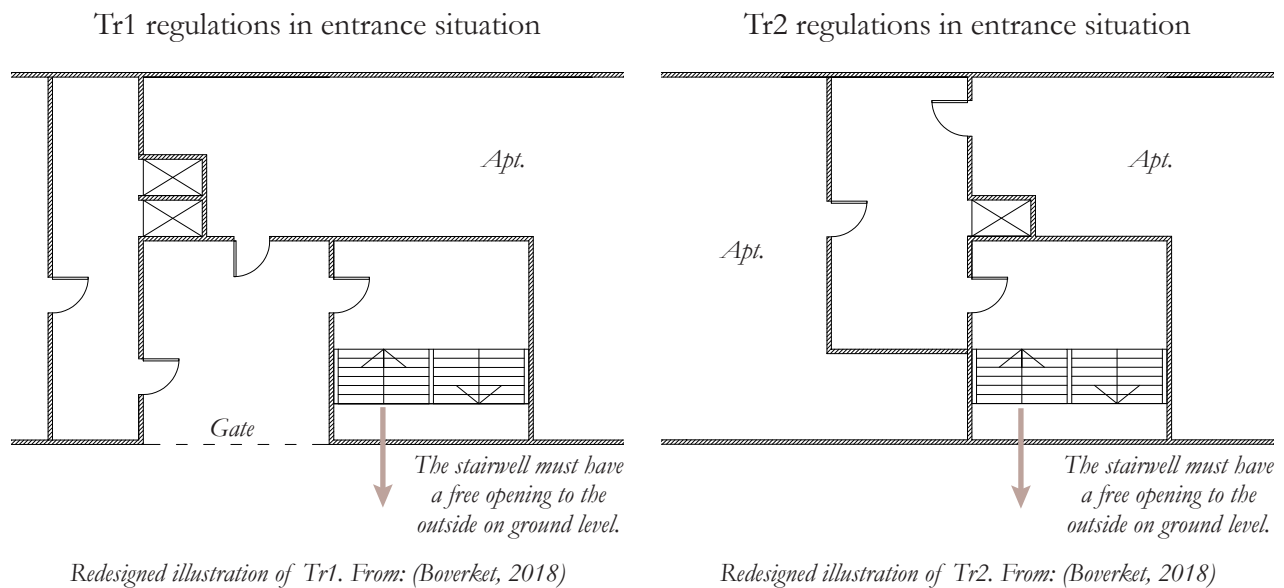 Tr1 regulations in entrance situation
Apt.
Gate
The stairwell must have
a free opening to the
outside on ground level.
Redesigned illustration of Tr1. From: (Boverket, 2018)
Tr2 regulations in entrance situation
Apt.
Apt.
The stairwell must have
a free opening to the
outside on ground level.
Redesigned illustration of Tr2. From: (Boverket, 2018)